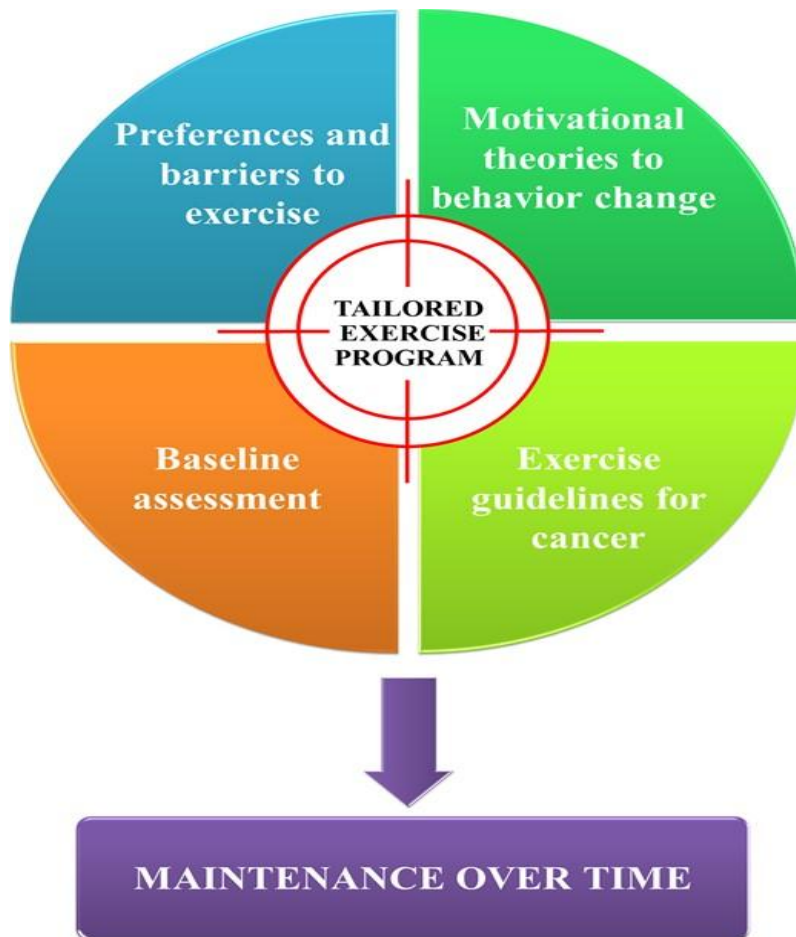 Preferences and
barriers to
exercise
Motivational
theories to
behavior change
TAILORED
EXERCISE
PROGRAM
Baseline
assessment
Exercise
guidelines for
cancer
MAINTENANCE OVER TIME